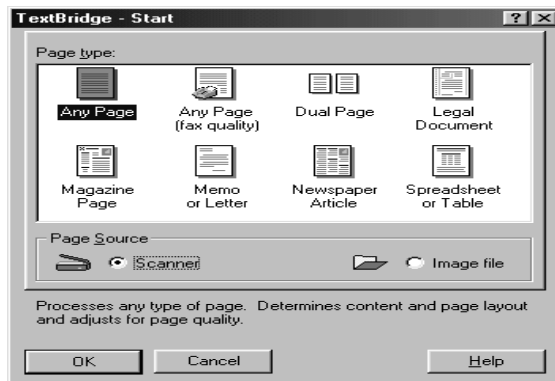 TextBridge - Start
Page type:
Any Page
Any Page
(fax quality)
Dual Page
Legal
Document
Magazine
Page
Memo
or Letter
Newspaper
Article
Spreadsheet
or Table
Page Source
Scanner
Image file
Processes any type of page. Determines content and page layout
and adjusts for page quality.
OK
Cancel
Help